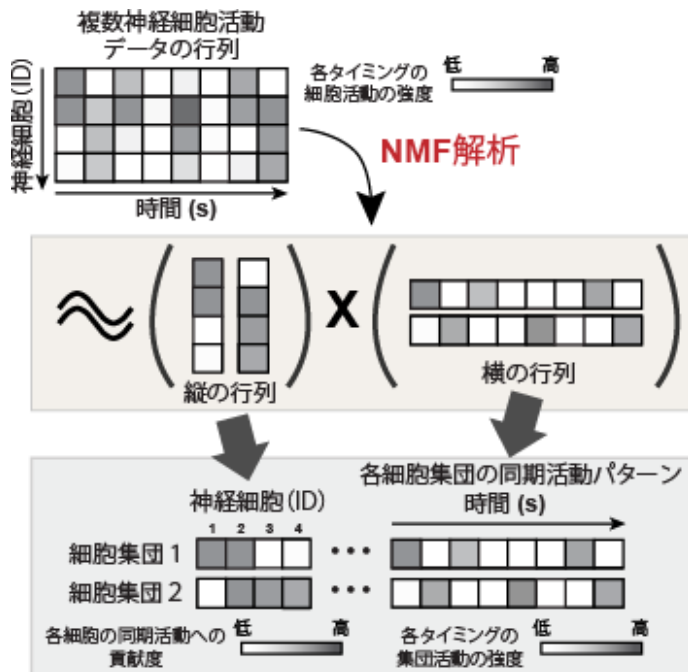 複数神経細胞活動
データの行列
各タイミングの
細胞活動の強度
低 高
神経細胞(ID)
時間 (s)
NMF解析
X
縦の行列
横の行列
各細胞集団の同期活動パターン
神経細胞(ID)
時間 (s)
1 2 3 4
細胞集団 1
細胞集団 2
各細胞の同期活動への
貢献度
低 高
各タイミングの
集団活動の強度
低 高